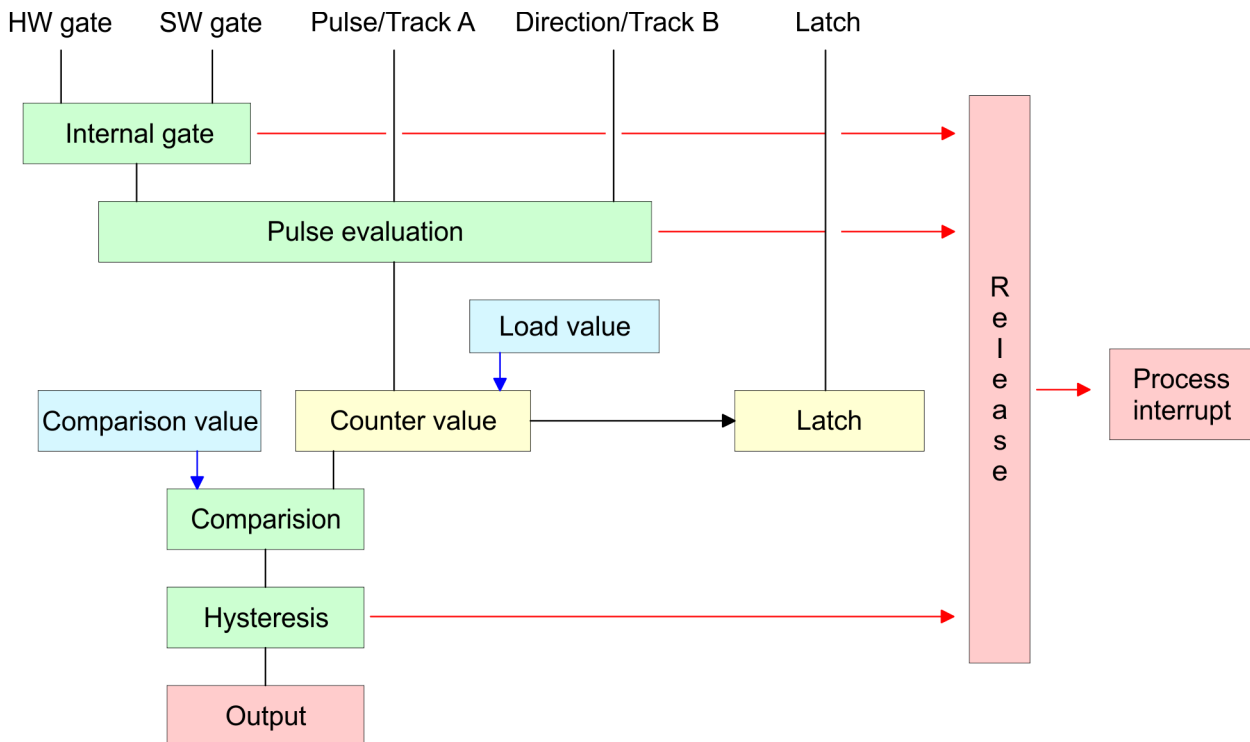 HW gate
SW gate
Pulse/Track A
Direction/Track B
Latch
Internal gate
Pulse evaluation
Load value
Comparison value
Counter value
Latch
Comparision
Hysteresis
Output
Release
Process
interrupt